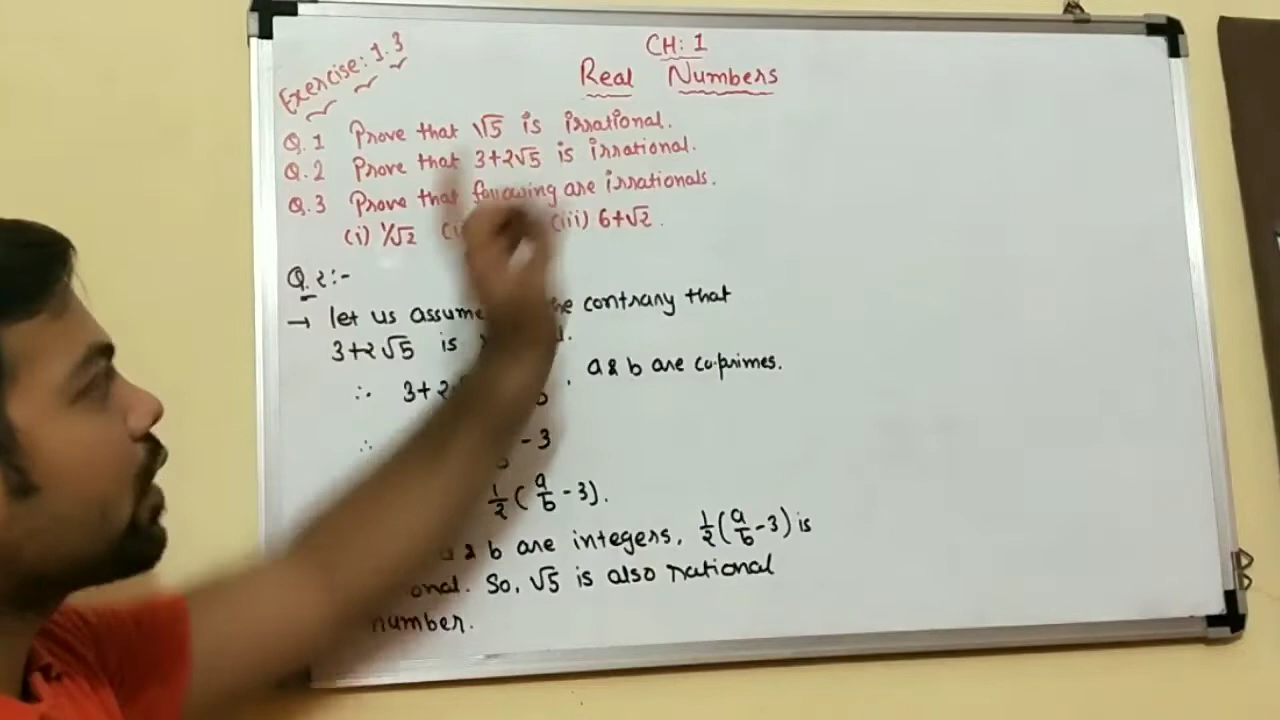 Exercise: 1.3
CH: 1
Real Numbers
Q.1 Prove that √5 is irrational.
Q.2 Prove that 3+2√5 is irrational.
Q.3 Prove that following are irrationals.
(i) 1/√2 (iii) 6+√2.
Q.2:-
→ let us assume contrary that
3+2√5 is
∴ 3+2 , a & b are co-primes.
∴ - 3
1/2 (a/b - 3).
& b are integers, 1/2 (a/b - 3) is
So, √5 is also rational
number.